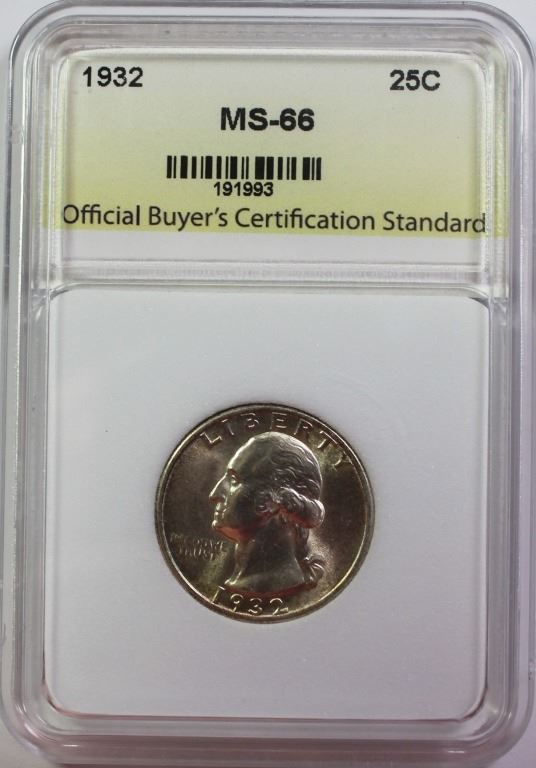 1932 25C
MS-66
191993
Official Buyer's Certification Standard
LIBERTY
IN GOD WE
TRUST
1932